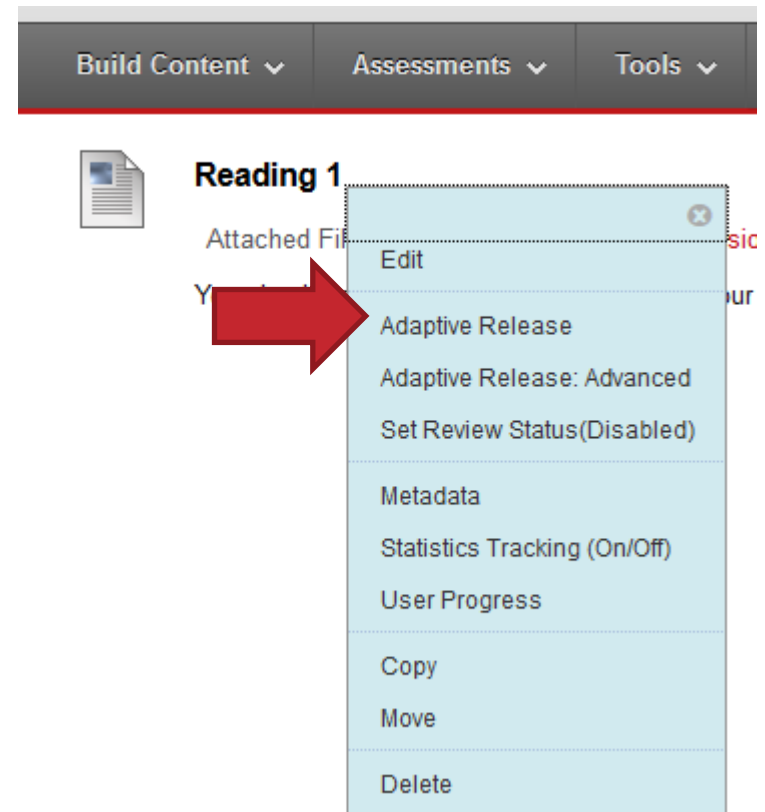 Build Content Assessments Tools
Reading 1
Attached
Edit
Adaptive Release
Adaptive Release: Advanced
Set Review Status(Disabled)
Metadata
Statistics Tracking (On/Off)
User Progress
Copy
Move
Delete